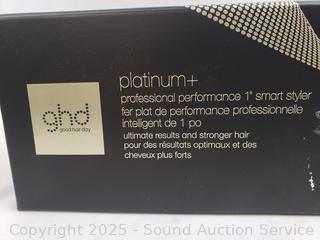 platinum+
professional performance 1" smart styler
fer plat de performance professionnelle
intelligent de 1 po
ghd
good hair day
ultimate results and stronger hair
pour des résultats optimaux et des
cheveux plus forts
Copyright © 2025 - Sound Auction Service